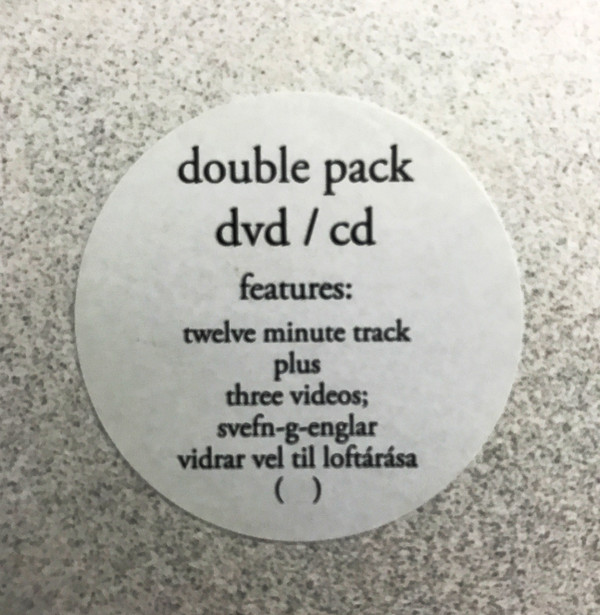 double pack
dvd / cd
features:
twelve minute track
plus
three videos;
svefn-g-englar
vidrar vel til loftárása
( )